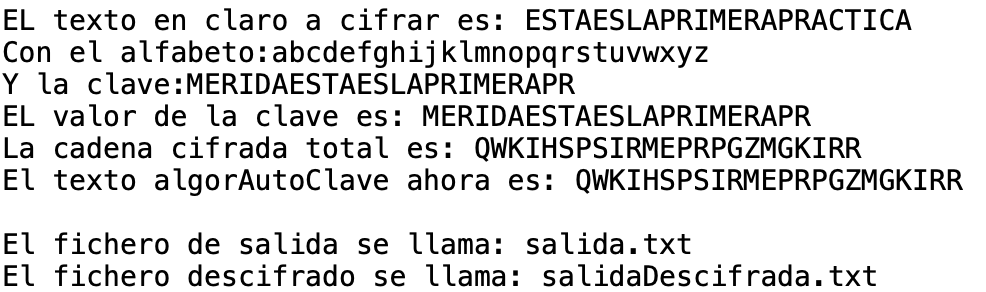 EL texto en claro a cifrar es: ESTAESLAPRIMERAPRACTICA
Con el alfabeto:abcdefghijklmnopqrstuvwxyz
Y la clave:MERIDAESTAESLAPRIMERAPR
EL valor de la clave es: MERIDAESTAESLAPRIMERAPR
La cadena cifrada total es: QWKIHSPSIRMEPRPGZMGKIRR
El texto algorAutoClave ahora es: QWKIHSPSIRMEPRPGZMGKIRR
El fichero de salida se llama: salida.txt
El fichero descifrado se llama: salidaDescifrada.txt